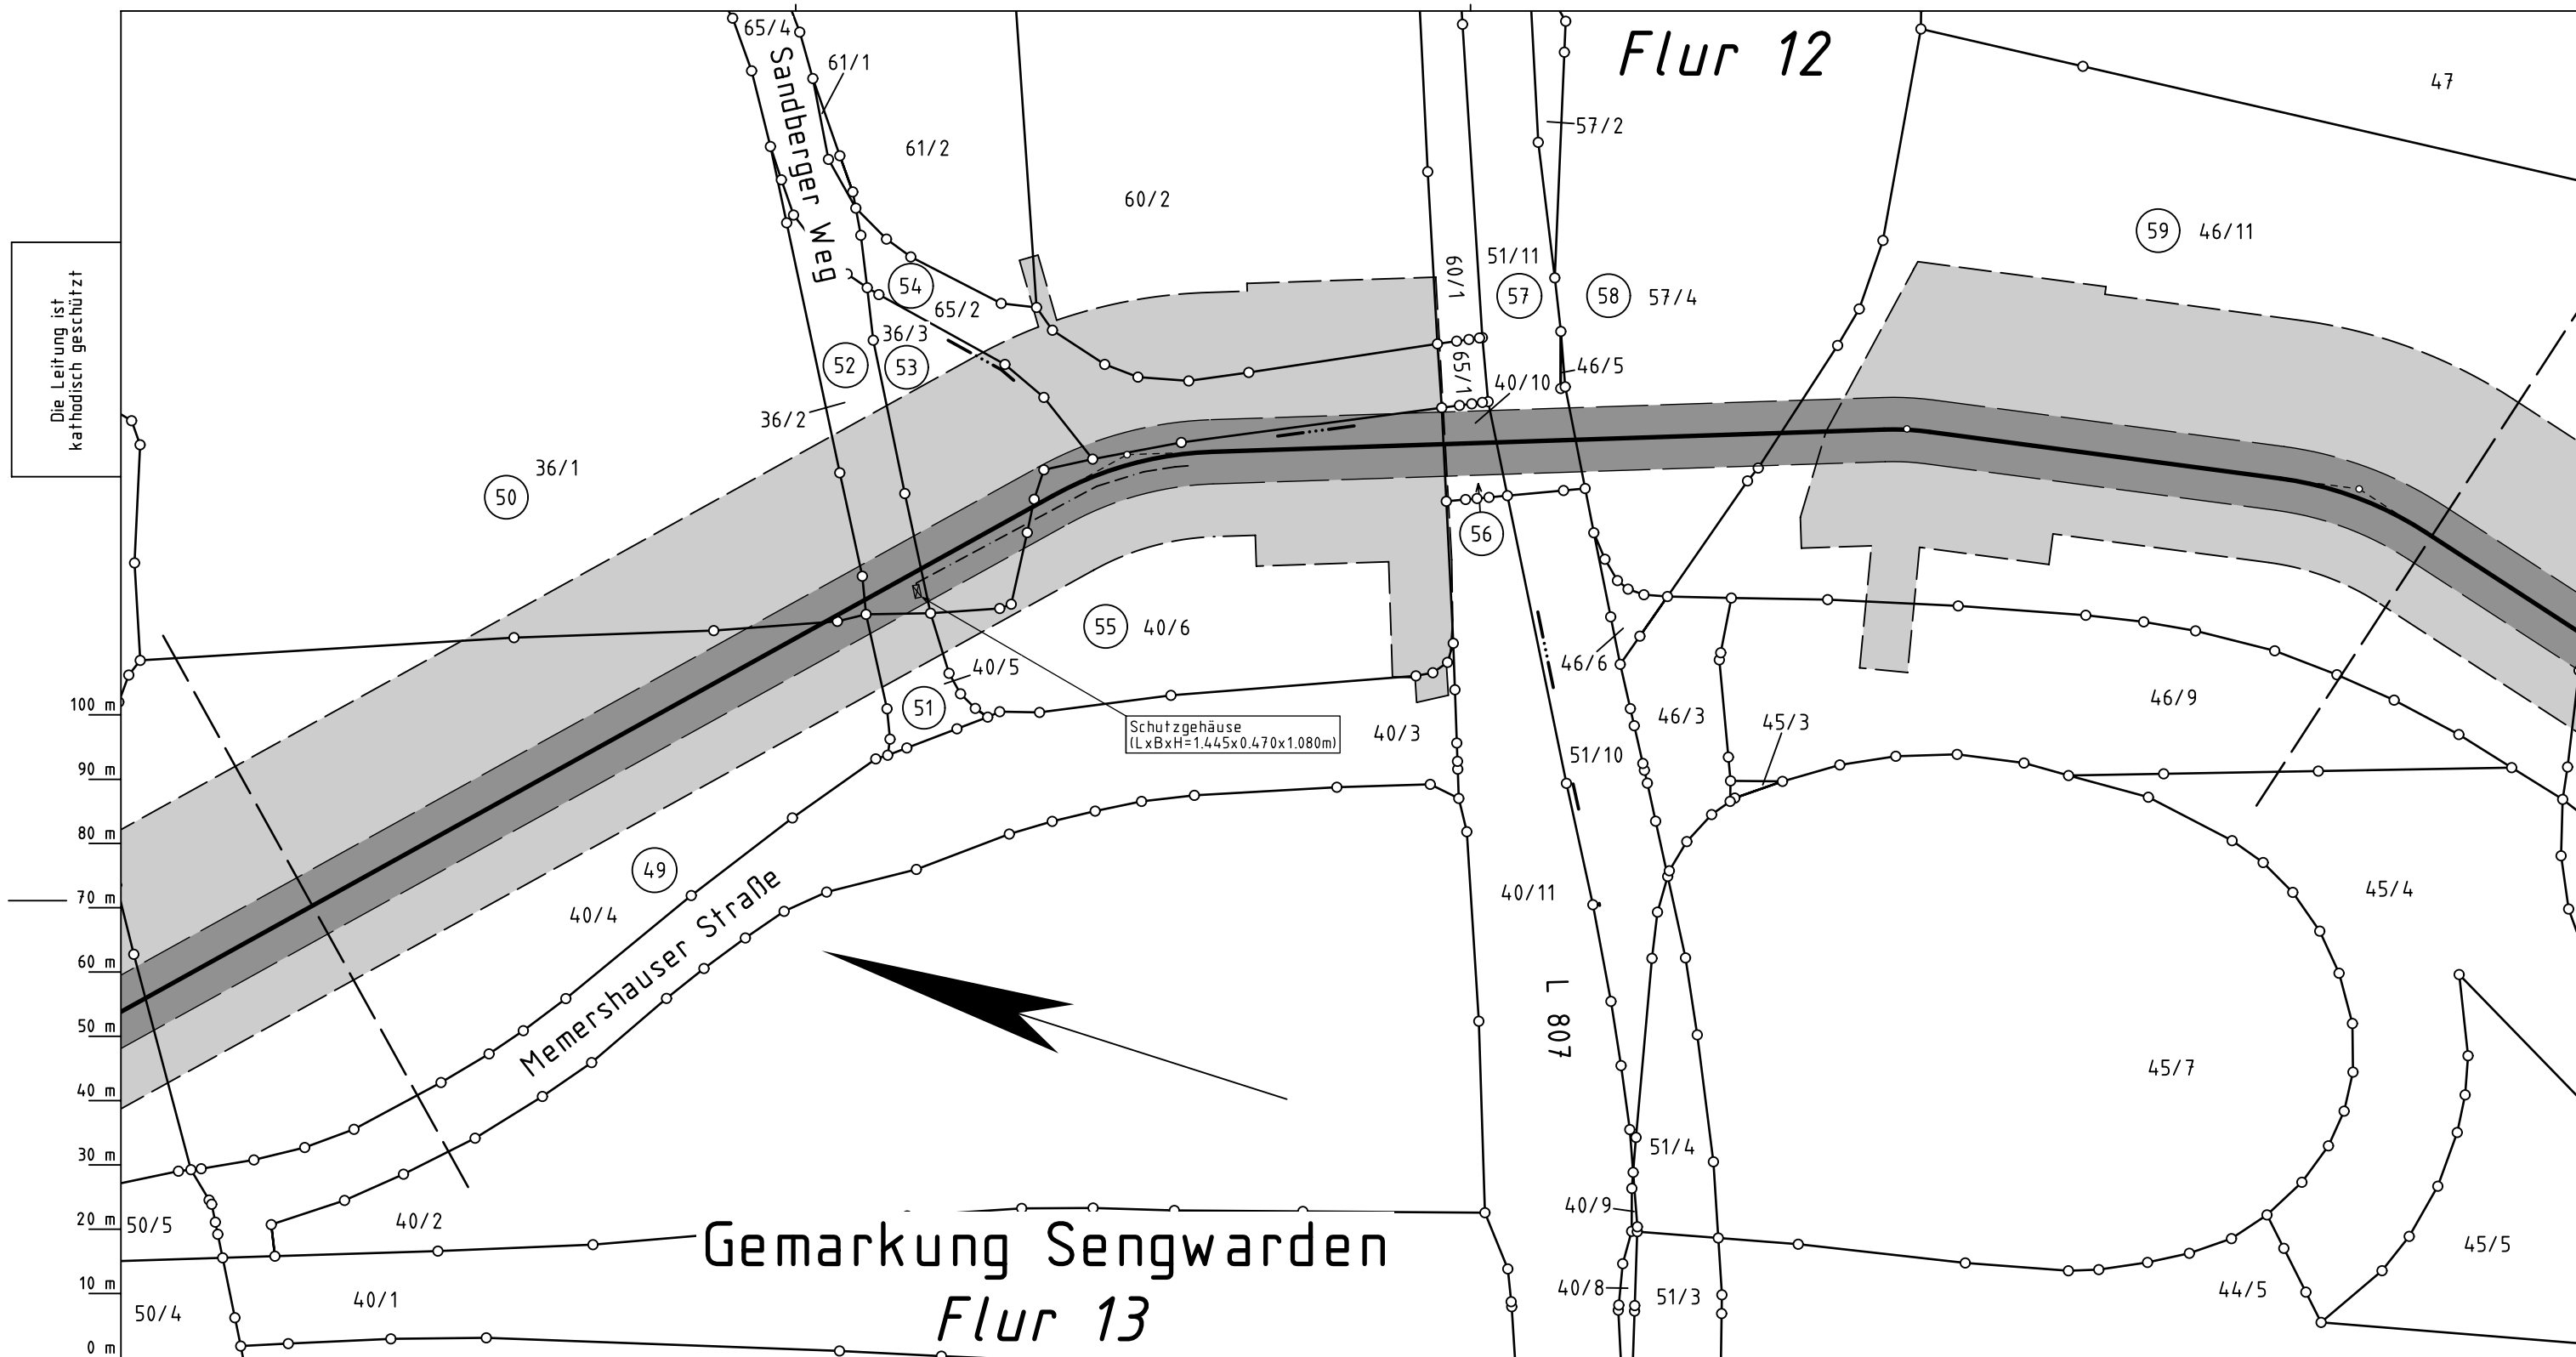 65/4
Flur 12
Sandberger Weg
61/1
47
57/2
61/2
60/2
59 46/11
51/11
60/1
54
57
58 57/4
65/2
Die Leitung ist
kathodisch geschützt
36/3
52
53
65/1
46/5
40/10
36/2
36/1
50
56
55 40/6
46/6
40/5
46/9
51
100 m
46/3
45/3
Schutzgehäuse
(LxBxH=1.445x0.470x1.080m)
40/3
51/10
90 m
80 m
49
45/4
40/11
70 m
40/4
Memershauser Straße
60 m
L 807
50 m
45/7
40 m
51/4
30 m
40/9
20 m
50/5
40/2
Gemarkung Sengwarden
45/5
10 m
40/8
51/3
44/5
50/4
40/1
Flur 13
0 m